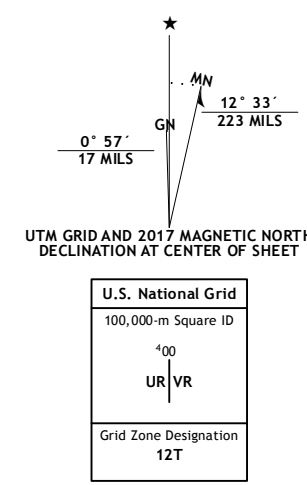 ★
MN
GN
12° 33´
223 MILS
0° 57´
17 MILS
UTM GRID AND 2017 MAGNETIC NORTH
DECLINATION AT CENTER OF SHEET
U.S. National Grid
100,000-m Square ID
⁴00
UR VR
Grid Zone Designation
12T